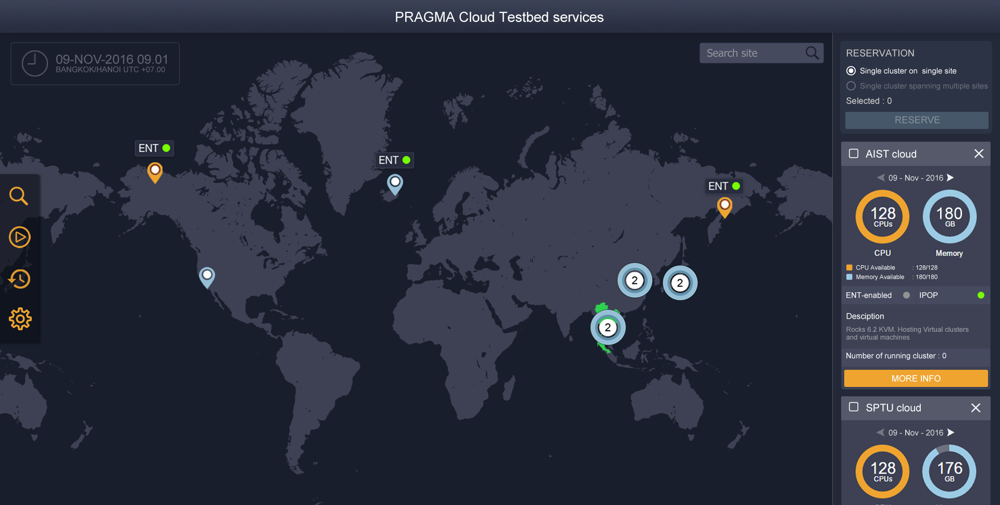 PRAGMA Cloud Testbed services
09-NOV-2016 09.01
BANGKOK/HANOI UTC +07.00
Search site
ENT
ENT
ENT
2
2
2
RESERVATION
Single cluster on single site
Single cluster spanning multiple sites
Selected : 0
RESERVE
AIST cloud
09 - Nov - 2016
128
CPUs
180
GB
CPU
Memory
CPU Available : 128/128
Memory Available : 180/180
ENT-enabled
IPOP
Desciption
Rocks 6.2 KVM. Hosting Virtual clusters
and virtual machines
Number of running cluster : 0
MORE INFO
SPTU cloud
09 - Nov - 2016
128
CPUs
176
GB